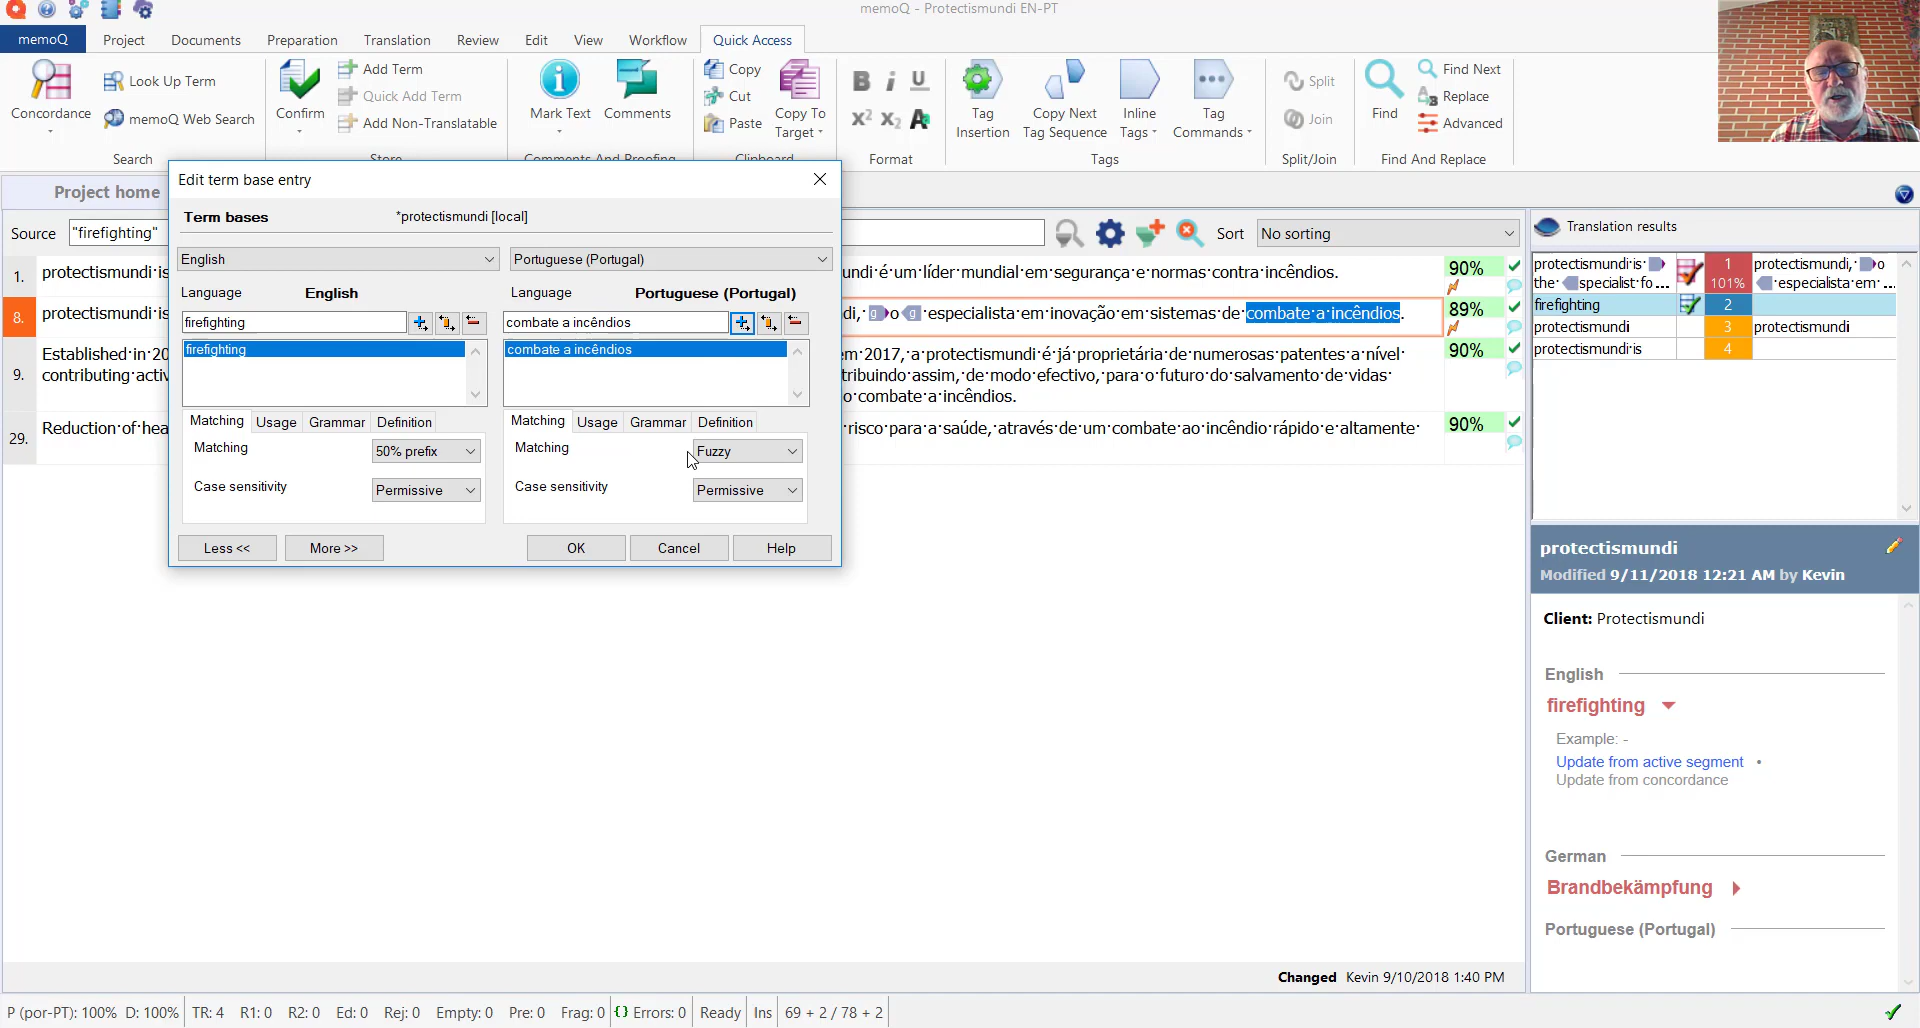 memoQ - Protectismundi EN-PT
memoQ Project Documents Preparation Translation Review Edit View Workflow Quick Access
Concordance
Look Up Term
memoQ Web Search
Search
Confirm
Add Term
Quick Add Term
Add Non-Translatable
Store
Mark Text
Comments
Comments And Proofing
Copy
Cut
Paste
Copy To
Target
Clipboard
B i U
X² X₂ A
Format
Tag
Insertion
Copy Next
Tag Sequence
Inline
Tags
Tag
Commands
Tags
Split
Join
Split/Join
Find
Find Next
Replace
Advanced
Find And Replace
Project home
Source "firefighting"
Sort No sorting
Edit term base entry
Term bases *protectismundi [local]
English Portuguese (Portugal)
Language English Language Portuguese (Portugal)
firefighting combate a incêndios
firefighting combate a incêndios
Matching Usage Grammar Definition Matching Usage Grammar Definition
Matching 50% prefix Matching Fuzzy
Case sensitivity Permissive Case sensitivity Permissive
Less << More >> OK Cancel Help
1. protectismundi·is undi·é·um·líder·mundial·em·segurança·e·normas·contra·incêndios. 90%
8. protectismundi·is di,· g o g ·especialista·em·inovação·em·sistemas·de·combate·a·incêndios. 89%
9. Established·in·20 em·2017,·a·protectismundi·é·já·proprietária·de·numerosas·patentes·a·nível· 90%
contributing·activ tribuindo·assim,·de·modo·efectivo,·para·o·futuro·do·salvamento·de·vidas·
o·combate·a·incêndios.
29. Reduction·of·hea ·risco·para·a·saúde,·através·de·um·combate·ao·incêndio·rápido·e·altamente· 90%
Translation results
protectismundi·is· 1 protectismundi,· o
the· specialist·fo... 101% ·especialista·em·...
firefighting 2
protectismundi 3 protectismundi
protectismundi·is 4
protectismundi
Modified 9/11/2018 12:21 AM by Kevin
Client: Protectismundi
English
firefighting
Example: -
Update from active segment •
Update from concordance
German
Brandbekämpfung
Portuguese (Portugal)
Changed Kevin 9/10/2018 1:40 PM
P (por-PT): 100% D: 100% TR: 4 R1: 0 R2: 0 Ed: 0 Rej: 0 Empty: 0 Pre: 0 Frag: 0 {} Errors: 0 Ready Ins 69 + 2 / 78 + 2